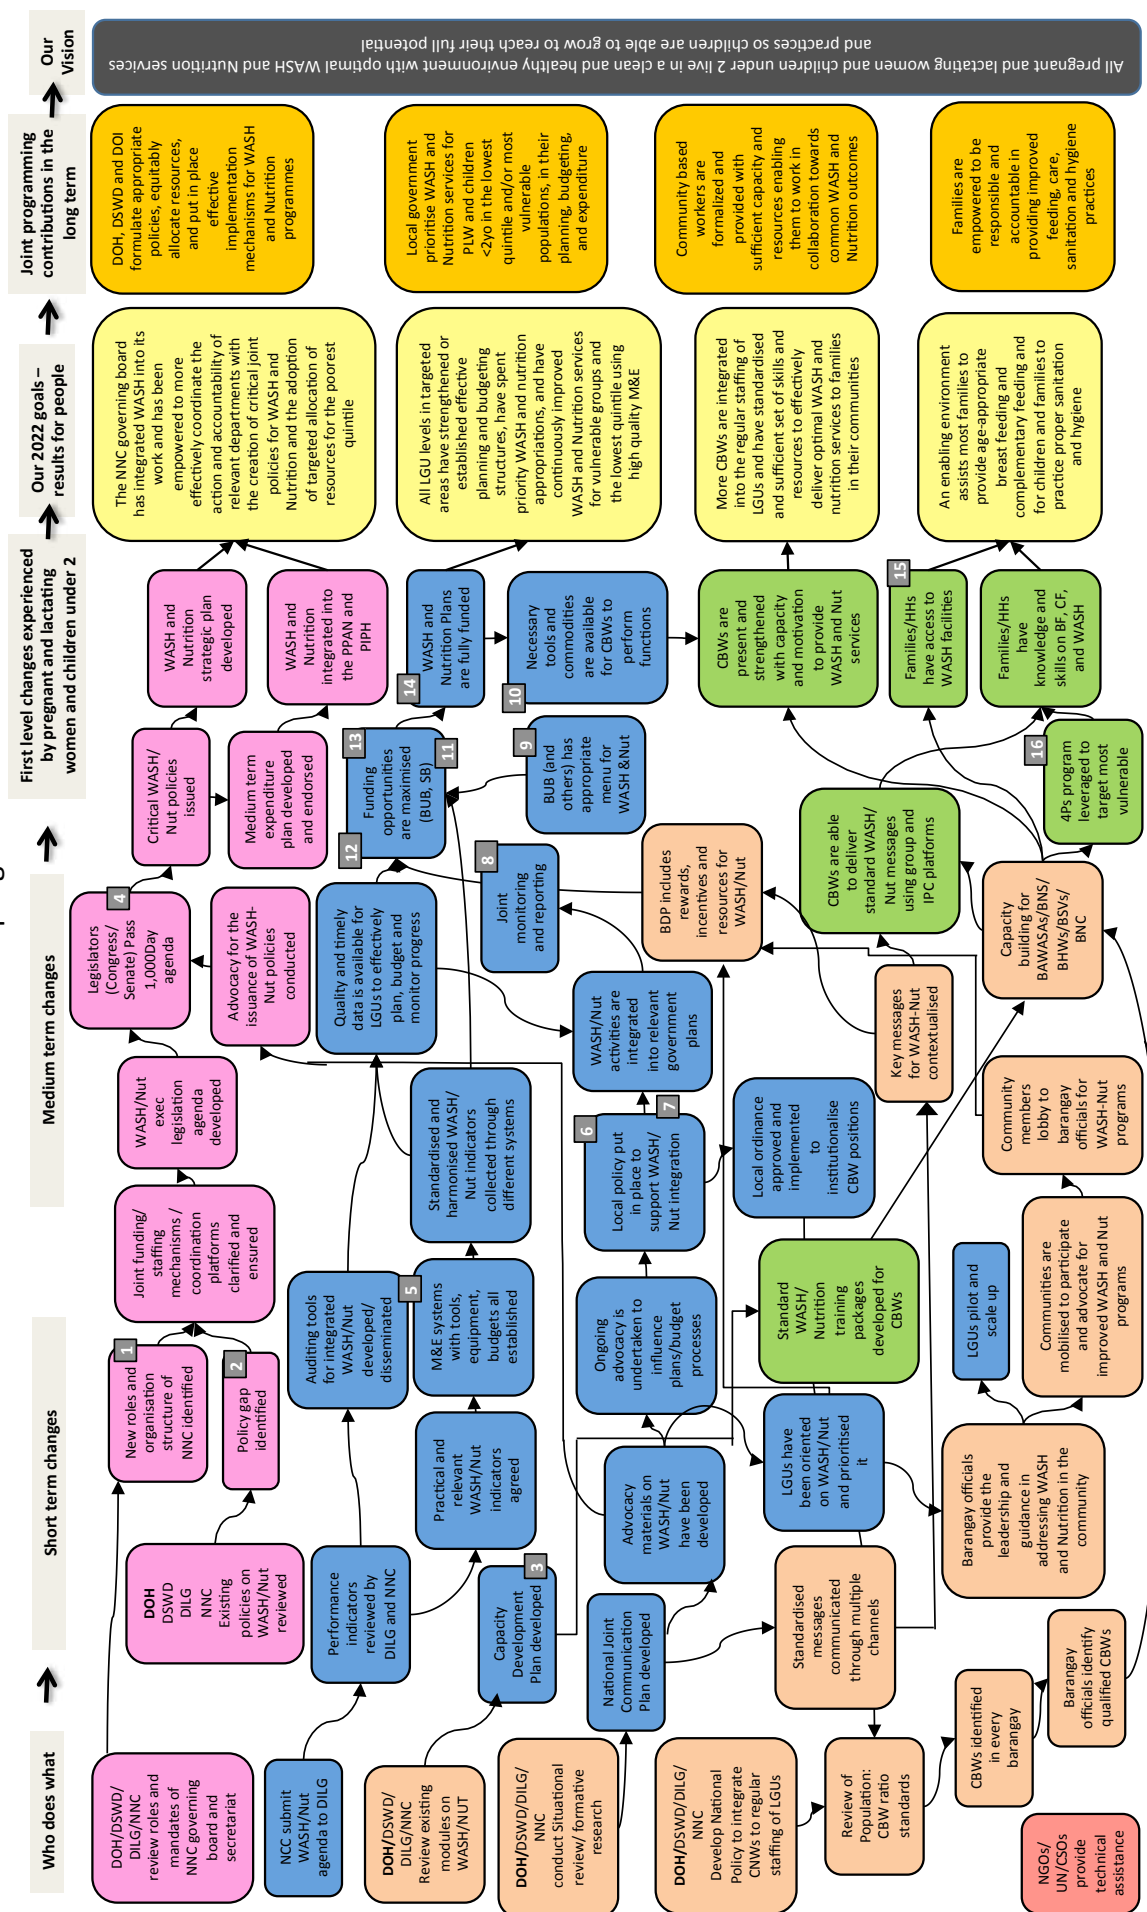 Who does what
Short term changes
Medium term changes
First level changes experienced
by pregnant and lactating
women and children under 2
Our 2022 goals –
results for people
Joint programming
contributions in the
long term
Our
Vision
DOH/DSWD/
DILG/NNC
review roles and
mandates of
NNC governing
board and
secretariat
New roles and
organisation
structure of
NNC identified
1
DOH
DSWD
DILG
NNC
Existing
policies on
WASH/Nut
reviewed
Policy gap
identified
2
Joint funding/
staffing
mechanisms /
coordination
platforms
clarified and
ensured
WASH/Nut
exec
legislation
agenda
developed
Legislators
(Congress/
Senate) Pass
1,000Day
agenda
4
Advocacy for the
issuance of WASH-
Nut policies
conducted
Critical WASH/
Nut policies
issued
Medium term
expenditure
plan developed
and endorsed
WASH and
Nutrition
strategic plan
developed
WASH and
Nutrition
integrated into
the PPAN and
PIPH
The NNC governing board
has integrated WASH into its
work and has been
empowered to more
effectively coordinate the
action and accountability of
relevant departments with
the creation of critical joint
policies for WASH and
Nutrition and the adoption
of targeted allocation of
resources for the poorest
quintile
DOH, DSWD and DOI
formulate appropriate
policies, equitably
allocate resources,
and put in place
effective
implementation
mechanisms for WASH
and Nutrition
programmes
NCC submit
WASH/Nut
agenda to DILG
Performance
indicators
reviewed by
DILG and NNC
Auditing tools
for integrated
WASH/Nut
developed/
disseminated
Practical and
relevant
WASH/Nut
indicators
agreed
M&E systems
with tools,
equipment,
budgets all
established
5
Standardised and
harmonised WASH/
Nut indicators
collected through
different systems
Quality and timely
data is available for
LGUs to effectively
plan, budget and
monitor progress
12
13
Funding
opportunities
are maximised
(BUB, SB)
11
14
WASH and
Nutrition Plans
are fully funded
All LGU levels in targeted
areas have strengthened or
established effective
planning and budgeting
structures, have spent
priority WASH and nutrition
appropriations, and have
continuously improved
WASH and Nutrition services
for vulnerable groups and
the lowest quintile using
high quality M&E
Local government
prioritise WASH and
Nutrition services for
PLW and children
<2yo in the lowest
quintile and/or most
vulnerable
populations, in their
planning, budgeting,
and expenditure
DOH/DSWD/
DILG/NC
Review existing
modules on
WASH/NUT
Capacity
Development
Plan developed
3
DOH/DSWD/DILG/
NNC
conduct Situational
review/ formative
research
National Joint
Communication
Plan developed
Advocacy
materials on
WASH/Nut
have been
developed
Ongoing
advocacy is
undertaken to
influence
plans/budget
processes
6
Local policy put
in place to
support WASH/
Nut integration
7
WASH/Nut
activities are
integrated
into relevant
government
plans
8
Joint
monitoring
and reporting
9
BUB (and
others) has
appropriate
menu for
WASH &Nut
10
Necessary
tools and
commodities
are available
for CBWs to
perform
functions
BDP includes
rewards,
incentives and
resources for
WASH/Nut
Local ordinance
approved and
implemented
to
institutionalise
CBW positions
Standard
WASH/
Nutrition
training
packages
developed for
CBWs
LGUs have
been oriented
on WASH/Nut
and prioritised
it
Standardised
messages
communicated
through multiple
channels
DOH/DSWD/DILG/
NNC
Develop National
Policy to integrate
CNWs to regular
staffing of LGUs
Review of
Population:
CBW ratio
standards
CBWs identified
in every
barangay
Barangay
officials identify
qualified CBWs
Barangay officials
provide the
leadership and
guidance in
addressing WASH
and Nutrition in the
community
LGUs pilot and
scale up
Communities are
mobilised to participate
and advocate for
improved WASH and Nut
programs
Community
members
lobby to
barangay
officials for
WASH-Nut
programs
Key messages
for WASH-Nut
contextualised
Capacity
building for
BAWASAs/BNS/
BHWs/BSVs/
BNC
CBWs are able
to deliver
standard WASH/
Nut messages
using group and
IPC platforms
CBWs are
present and
strengthened
with capacity
and motivation
to provide
WASH and Nut
services
15
Families/HHs
have access to
WASH facilities
Families/HHs
have
knowledge and
skills on BF, CF,
and WASH
16
4Ps program
leveraged to
target most
vulnerable
More CBWs are integrated
into the regular staffing of
LGUs and have standardised
and sufficient set of skills and
resources to effectively
deliver optimal WASH and
nutrition services to families
in their communities
Community based
workers are
formalized and
provided with
sufficient capacity and
resources enabling
them to work in
collaboration towards
common WASH and
Nutrition outcomes
An enabling environment
assists most families to
provide age-appropriate
breast feeding and
complementary feeding and
for children and families to
practice proper sanitation
and hygiene
Families are
empowered to be
responsible and
accountable in
providing improved
feeding, care,
sanitation and hygiene
practices
NGOs/
UN/CSOs
provide
technical
assistance
All pregnant and lactating women and children under 2 live in a clean and healthy environment with optimal WASH and Nutrition services
and practices so children are able to grow to reach their full potential